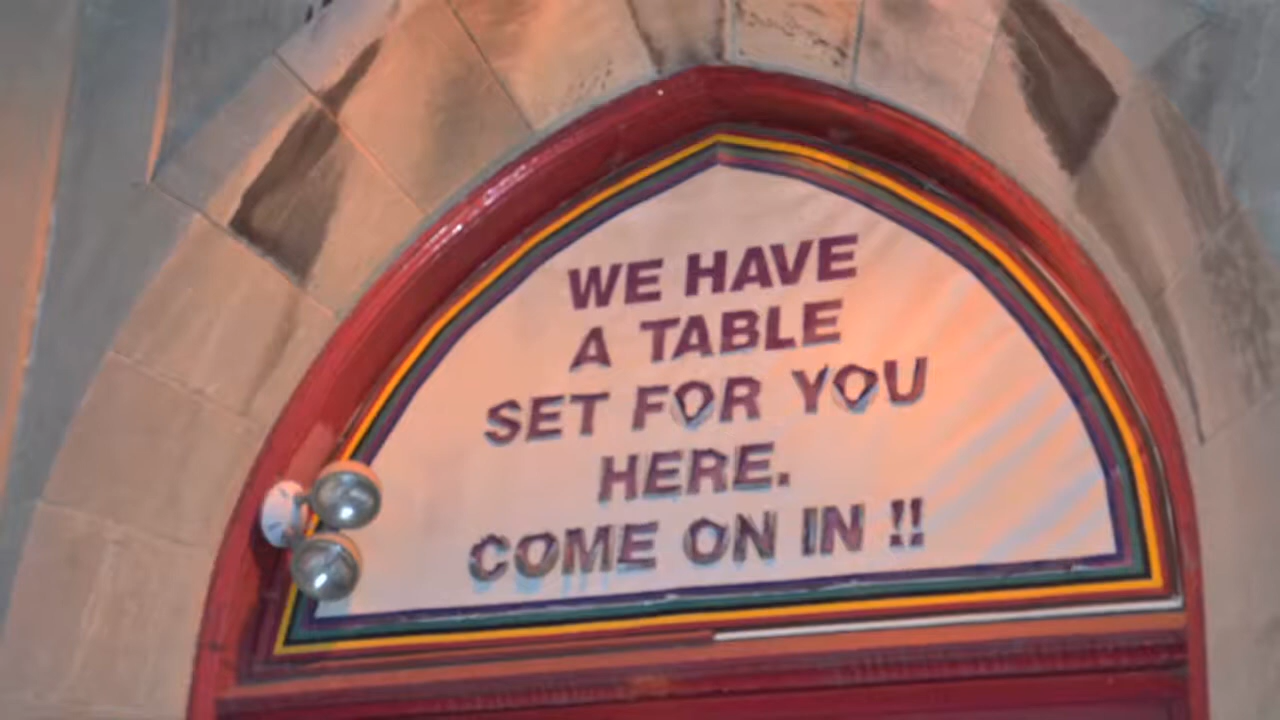 WE HAVE
A TABLE
SET FOR YOU
HERE.
COME ON IN !!